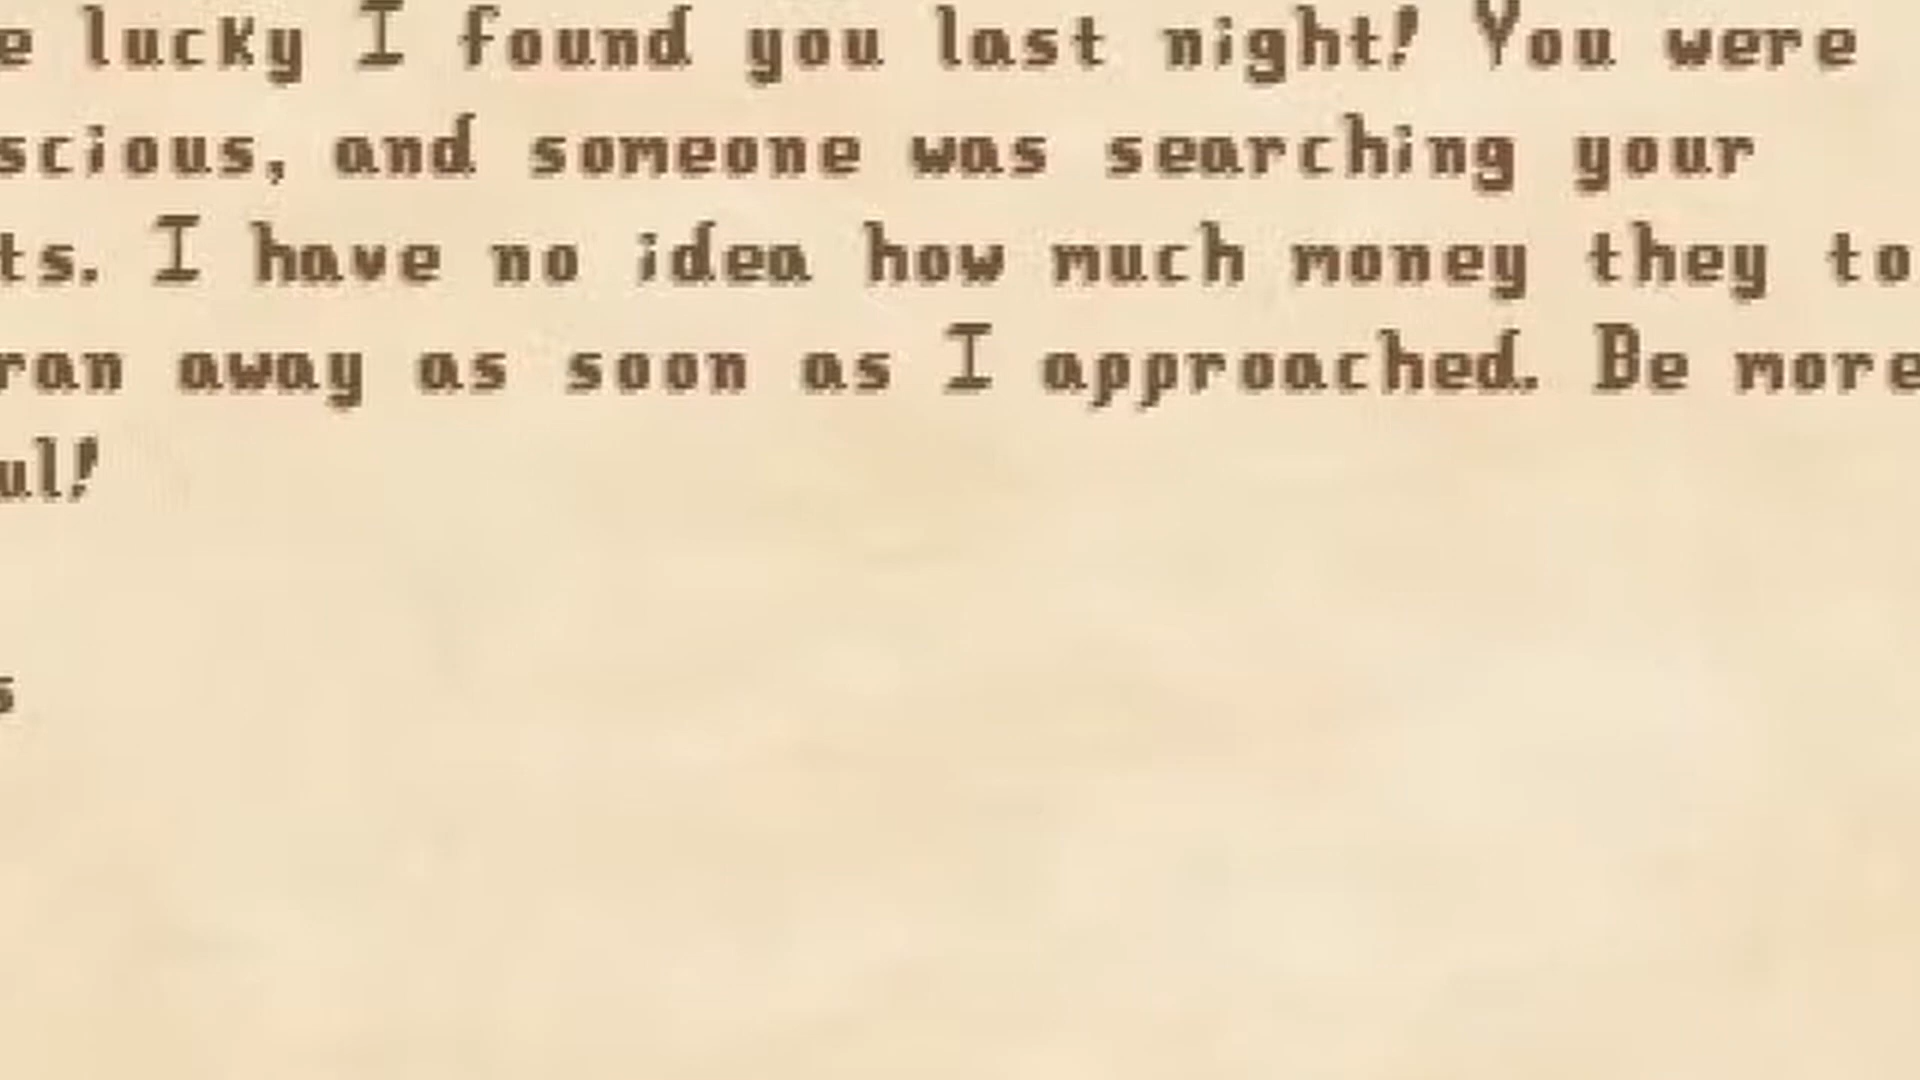 e lucky I found you last night! You were
scious, and someone was searching your
ts. I have no idea how much money they to
ran away as soon as I approached. Be more
ul!
s